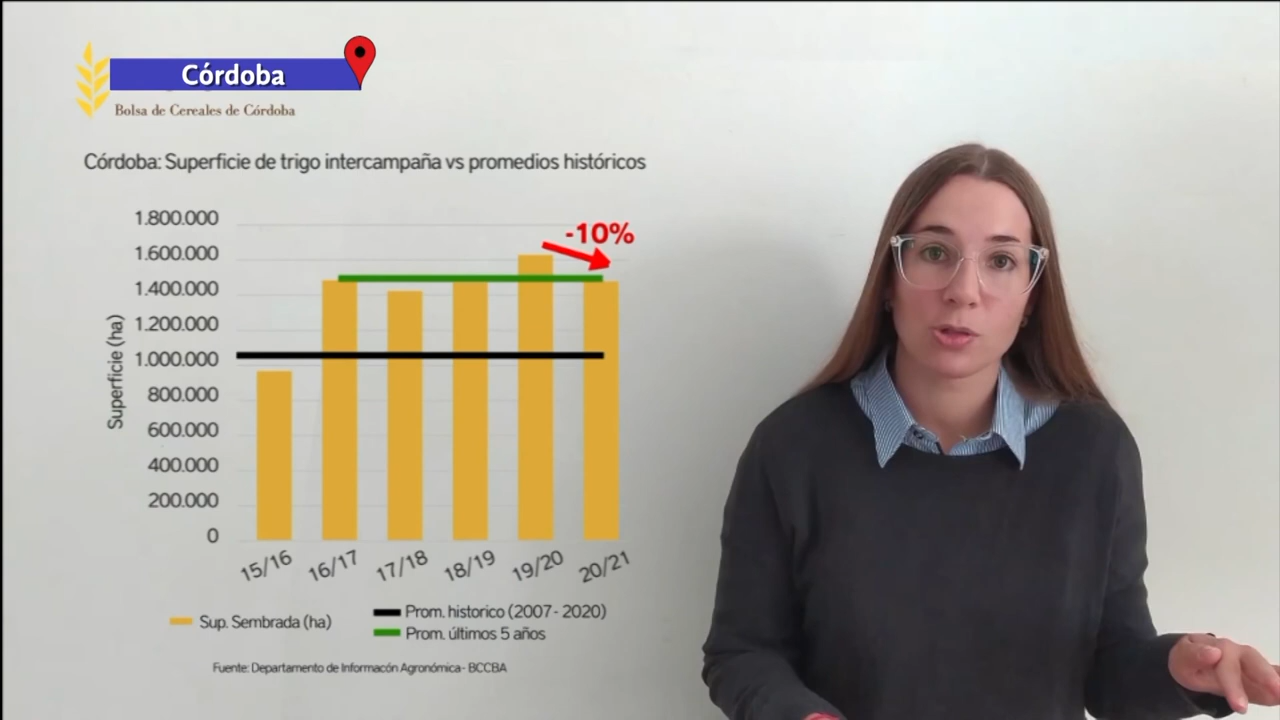 Córdoba
Bolsa de Cereales de Córdoba
Córdoba: Superficie de trigo intercampaña vs promedios históricos
1.800.000
-10%
1.600.000
1.400.000
1.200.000
1.000.000
800.000
600.000
400.000
200.000
0
Superficie (ha)
15/16 16/17 17/18 18/19 19/20 20/21
Sup. Sembrada (ha)
Prom. historico (2007- 2020)
Prom. últimos 5 años
Fuente: Departamento de Informacón Agronómica- BCCBA